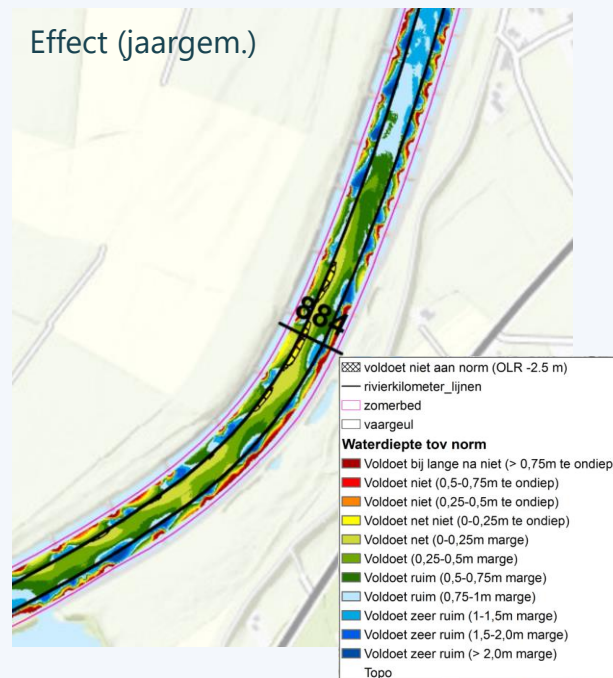 Effect (jaargem.)
884
voldoet niet aan norm (OLR -2.5 m)
rivierkilometer_lijnen
zomerbed
vaargeul
Waterdiepte tov norm
Voldoet bij lange na niet (> 0,75m te ondiep)
Voldoet niet (0,5-0,75m te ondiep)
Voldoet niet (0,25-0,5m te ondiep)
Voldoet net niet (0-0,25m te ondiep)
Voldoet net (0-0,25m marge)
Voldoet (0,25-0,5m marge)
Voldoet ruim (0,5-0,75m marge)
Voldoet ruim (0,75-1m marge)
Voldoet zeer ruim (1-1,5m marge)
Voldoet zeer ruim (1,5-2,0m marge)
Voldoet zeer ruim (> 2,0m marge)
Topo